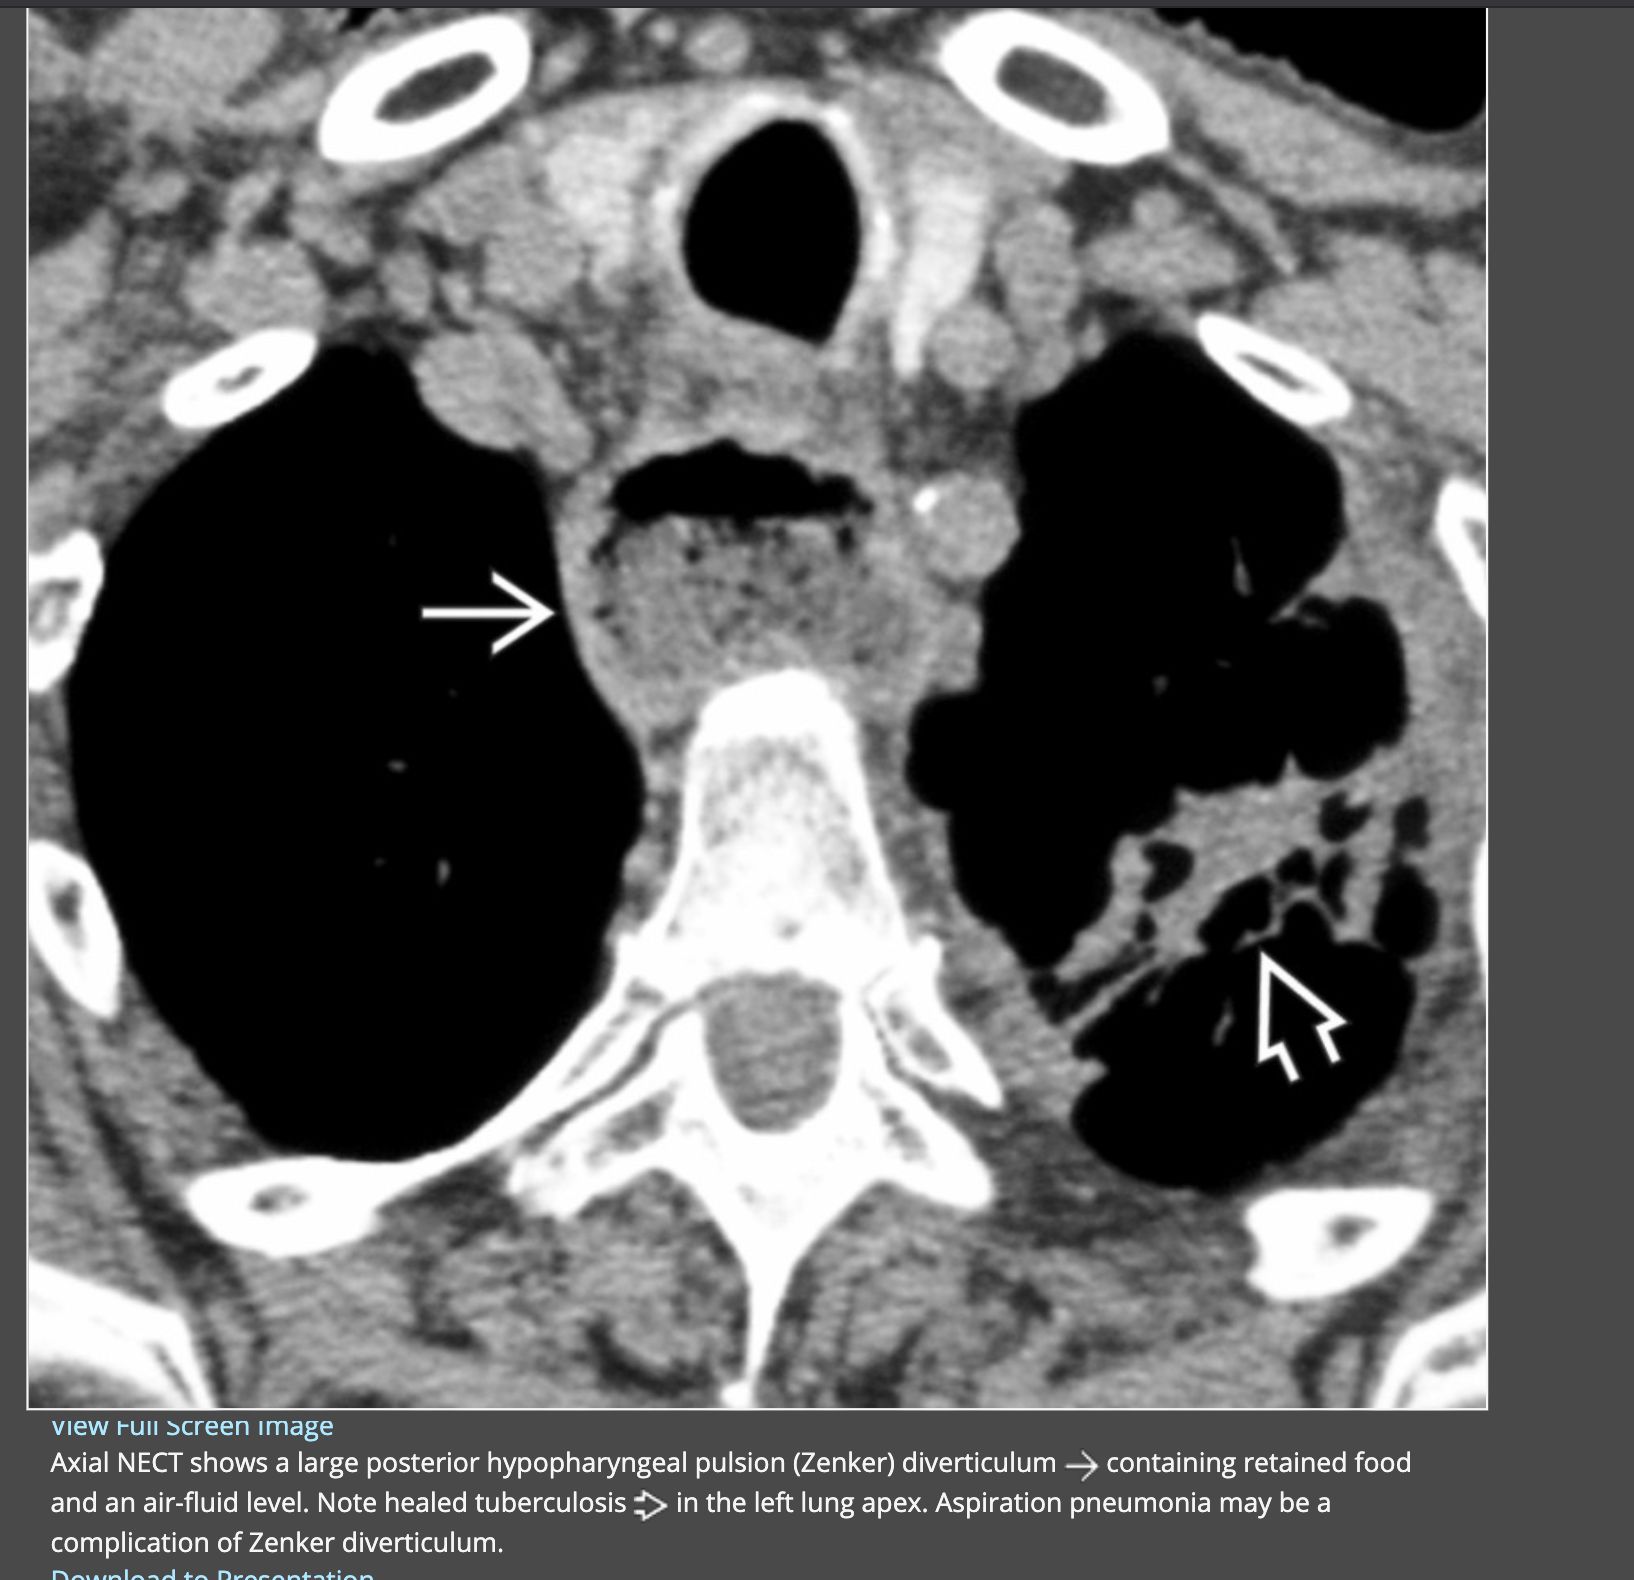 View Full Screen Image
Axial NECT shows a large posterior hypopharyngeal pulsion (Zenker) diverticulum → containing retained food
and an air-fluid level. Note healed tuberculosis ⇨ in the left lung apex. Aspiration pneumonia may be a
complication of Zenker diverticulum.
Download to Presentation